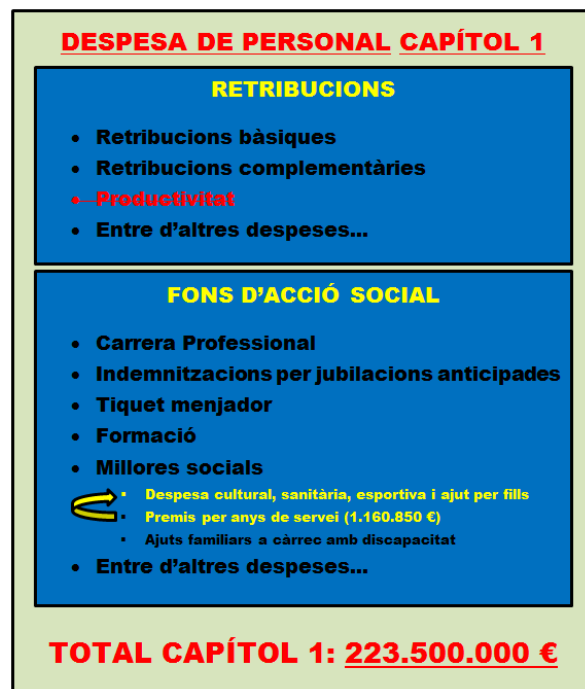 DESPESA DE PERSONAL CAPÍTOL 1
RETRIBUCIONS
• Retribucions bàsiques
• Retribucions complementàries
• Productivitat
• Entre d’altres despeses...
FONS D’ACCIÓ SOCIAL
• Carrera Professional
• Indemnitzacions per jubilacions anticipades
• Tiquet menjador
• Formació
• Millores socials
▪ Despesa cultural, sanitària, esportiva i ajut per fills
▪ Premis per anys de servei (1.160.850 €)
▪ Ajuts familiars a càrrec amb discapacitat
• Entre d’altres despeses...
TOTAL CAPÍTOL 1: 223.500.000 €